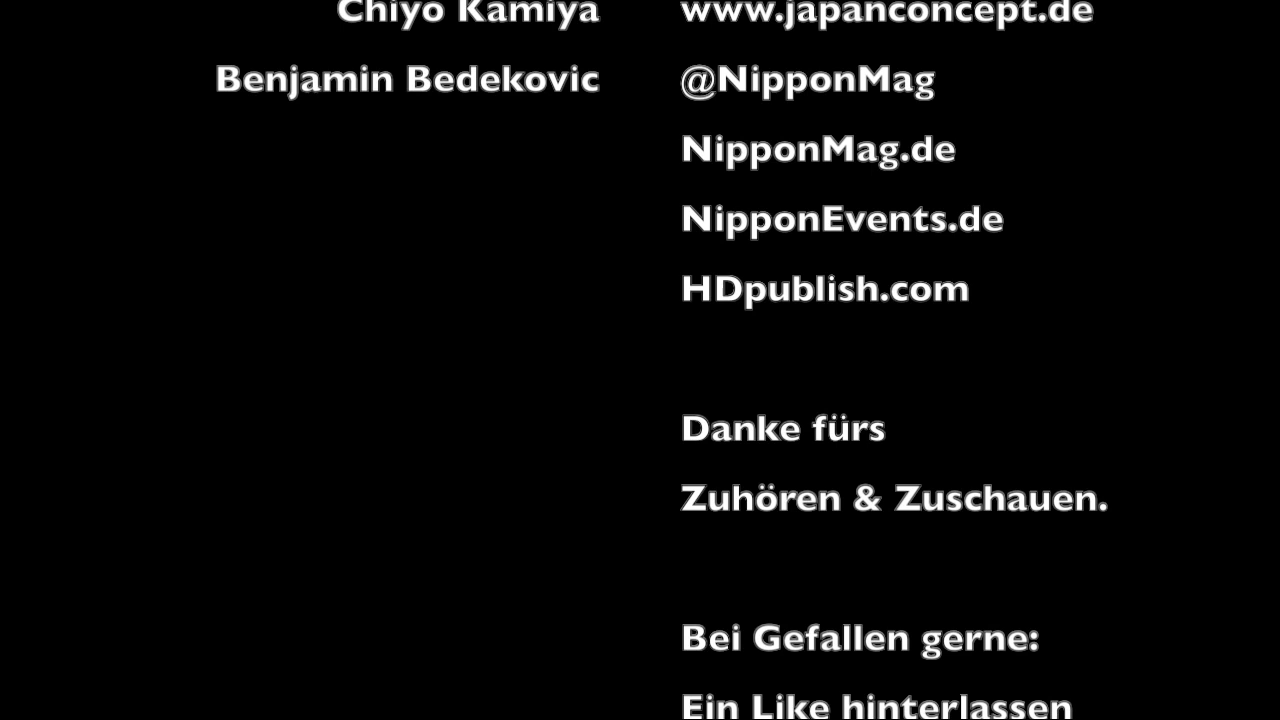 Chiyo Kamiya www.japanconcept.de
Benjamin Bedekovic @NipponMag
NipponMag.de
NipponEvents.de
HDpublish.com
Danke fürs
Zuhören & Zuschauen.
Bei Gefallen gerne:
Ein Like hinterlassen